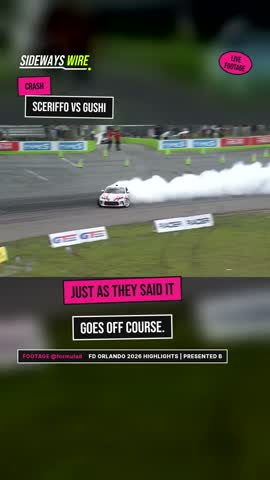 SIDEWAYS WIRE.
LIVE
FOOTAGE
CRASH
SCERIFFO VS GUSHI
JUST AS THEY SAID IT
GOES OFF COURSE.
FOOTAGE @formulad FD ORLANDO 2026 HIGHLIGHTS | PRESENTED B